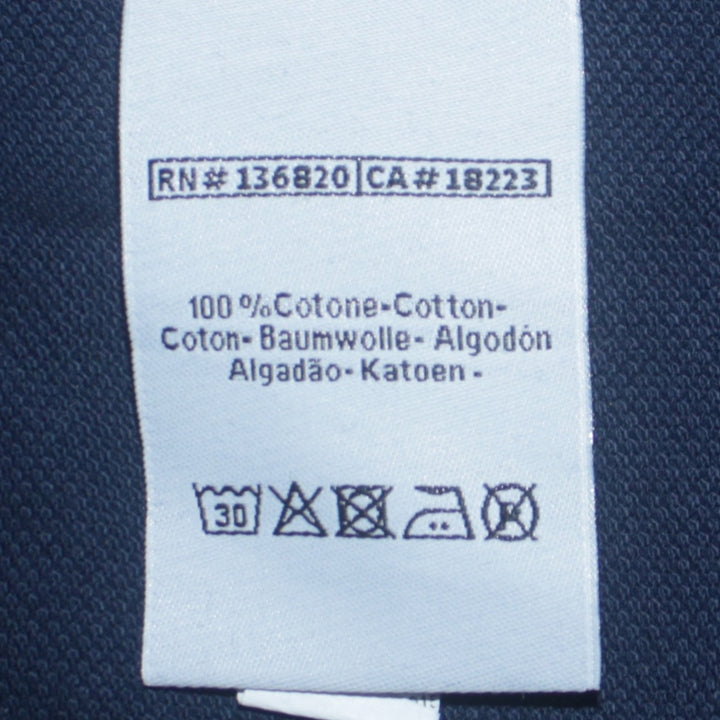 RN# 136820 CA# 18223
100 %Cotone-Cotton-
Coton- Baumwolle- Algodón
Algadão- Katoen -
30